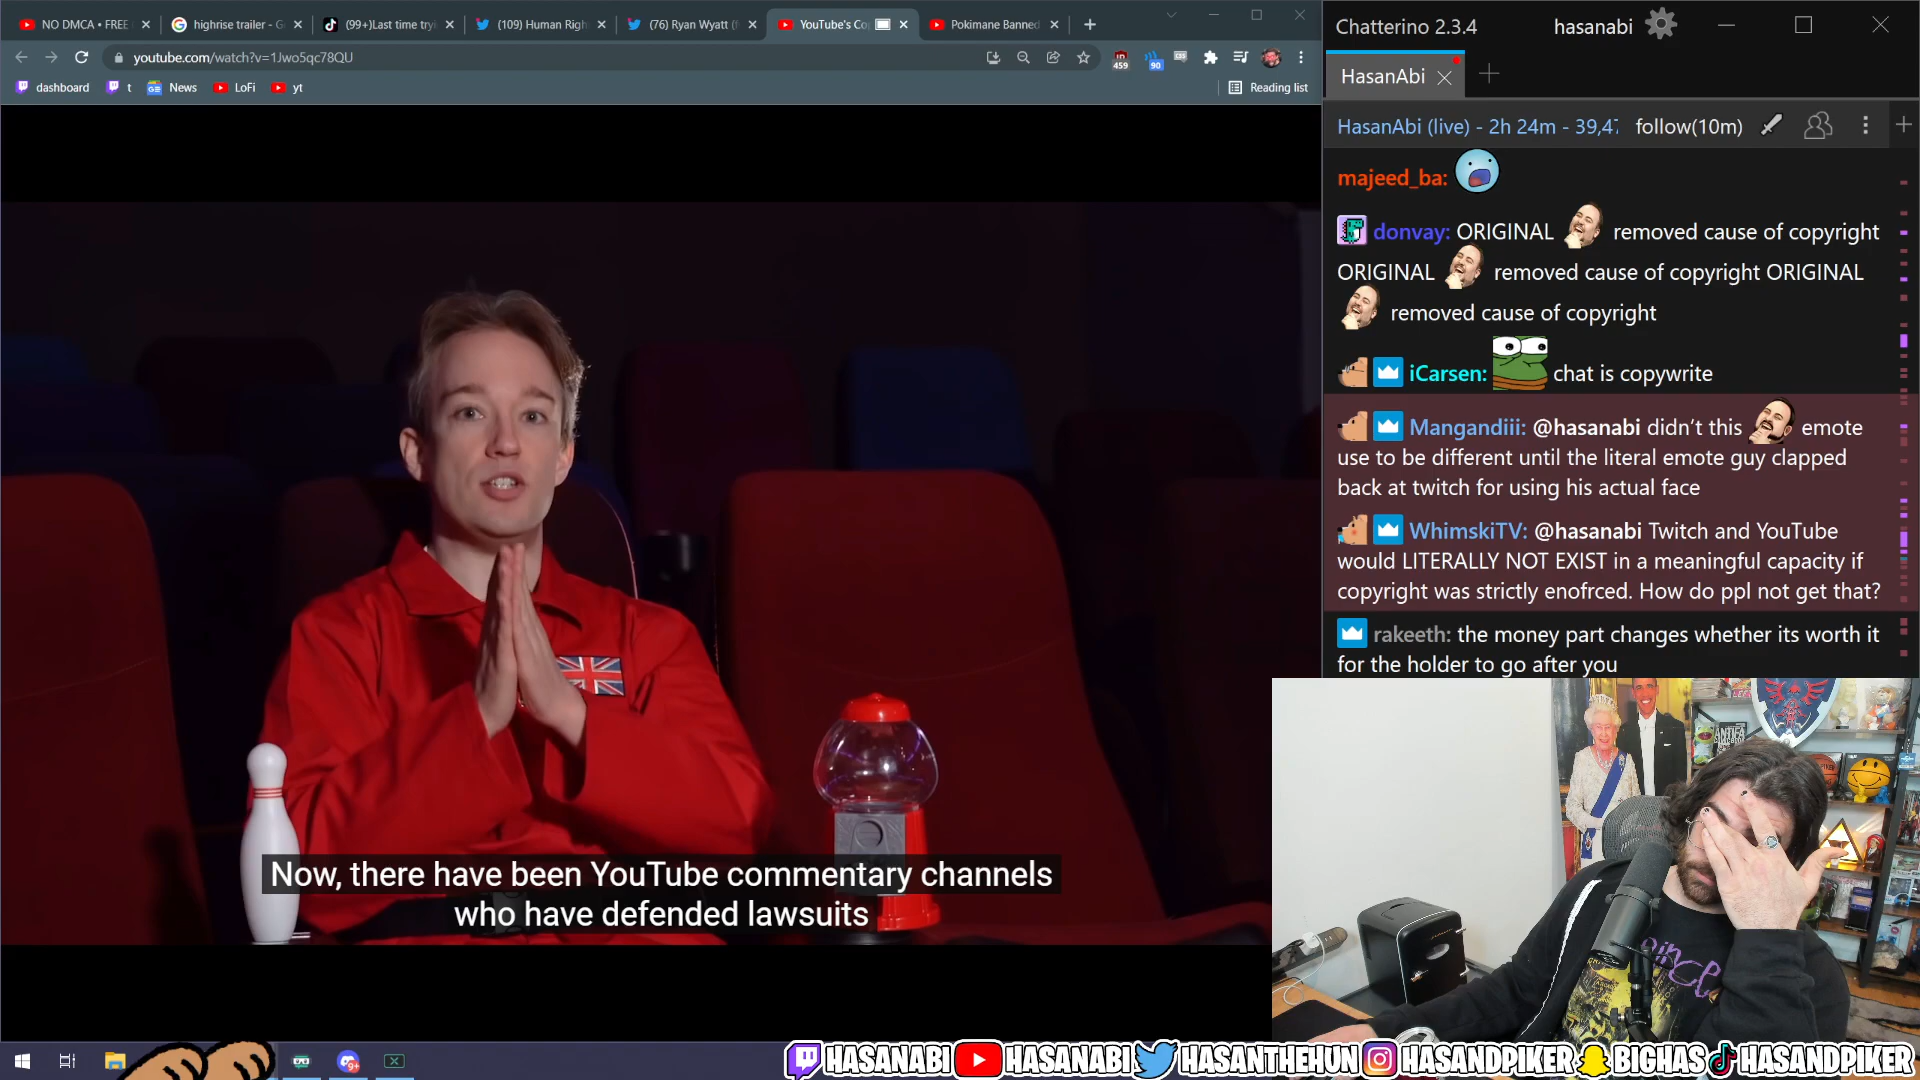 NO DMCA • FREE
highrise trailer - G
(99+)Last time tryi
(109) Human Righ
(76) Ryan Wyatt (
YouTube's Co
Pokimane Banned
youtube.com/watch?v=1Jwo5qc78QU
459
90
dashboard
t
News
LoFi
yt
Reading list
Now, there have been YouTube commentary channels
who have defended lawsuits
Chatterino 2.3.4
hasanabi
HasanAbi
HasanAbi (live) - 2h 24m - 39,47
follow(10m)
majeed_ba:
donvay: ORIGINAL removed cause of copyright
ORIGINAL removed cause of copyright ORIGINAL
removed cause of copyright
iCarsen: chat is copywrite
Mangandiii: @hasanabi didn't this emote
use to be different until the literal emote guy clapped
back at twitch for using his actual face
WhimskiTV: @hasanabi Twitch and YouTube
would LITERALLY NOT EXIST in a meaningful capacity if
copyright was strictly enofrced. How do ppl not get that?
rakeeth: the money part changes whether its worth it
for the holder to go after you
HASANABI HASANABI HASANTHEHUN HASANDPIKER BIGHAS HASANDPIKER